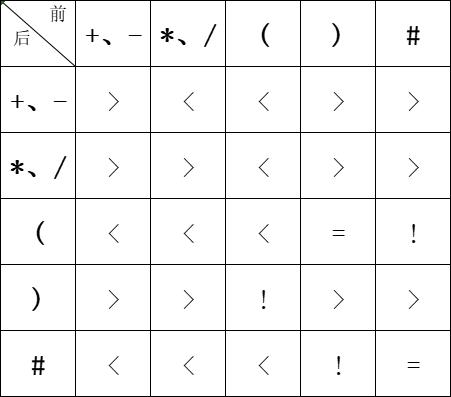 前
后 +、- *、/ ( ) #
+、- > < < > >
*、/ > > < > >
( < < < = !
) > > ! > >
# < < < ! =